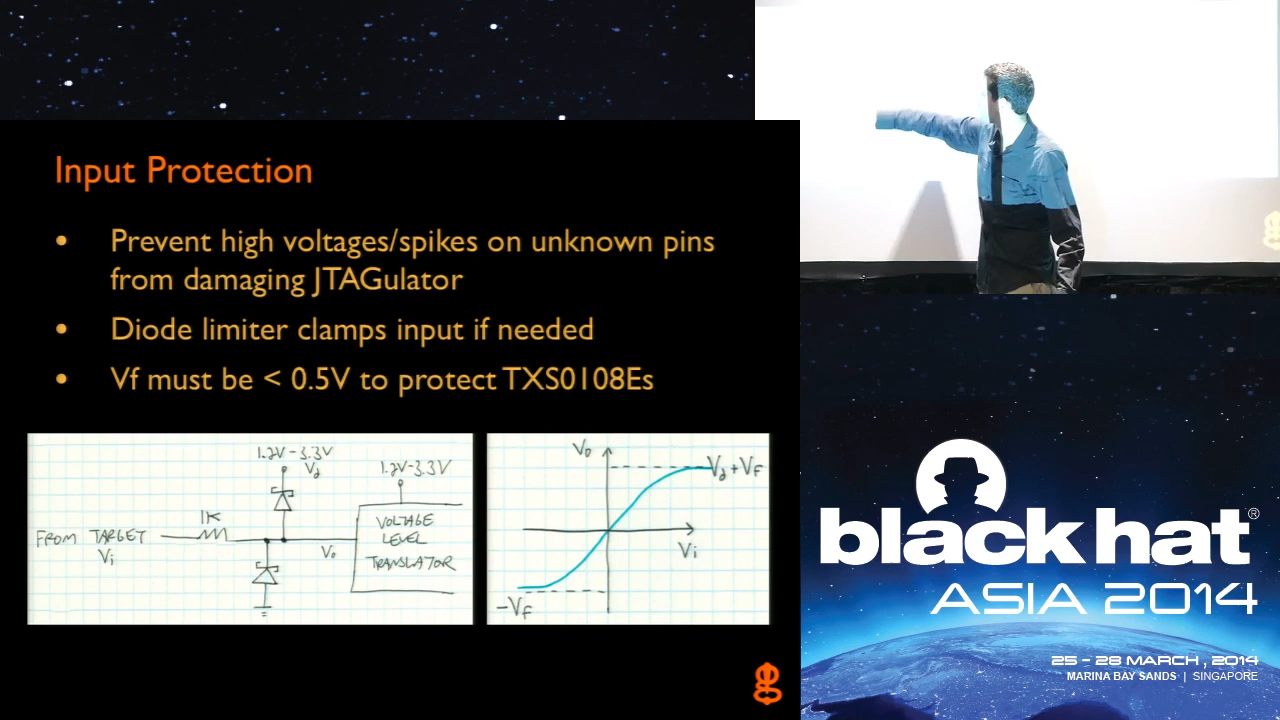 Input Protection
• Prevent high voltages/spikes on unknown pins
from damaging JTAGulator
• Diode limiter clamps input if needed
• Vf must be < 0.5V to protect TXS0108Es
1.2V-3.3V
Vd
1.2V-3.3V
1K
FROM TARGET
Vi
Vo
VOLTAGE
LEVEL
TRANSLATOR
Vo
Vd+VF
Vi
-VF
black hat®
ASIA 2014
25 - 28 MARCH, 2014
MARINA BAY SANDS | SINGAPORE